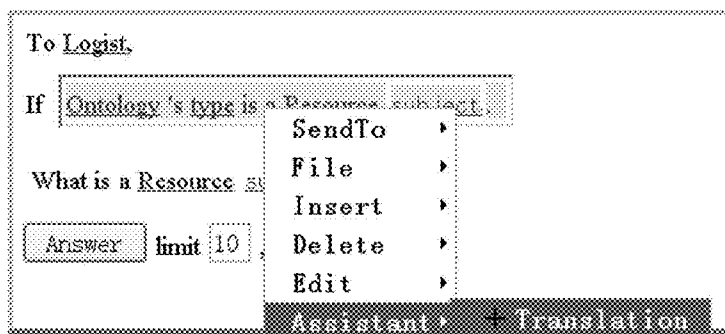 To Logist,
If Ontology 's type is a Resource subject .
What is a Resource su
Answer limit 10 ,
SendTo
File
Insert
Delete
Edit
Assistant + Translation